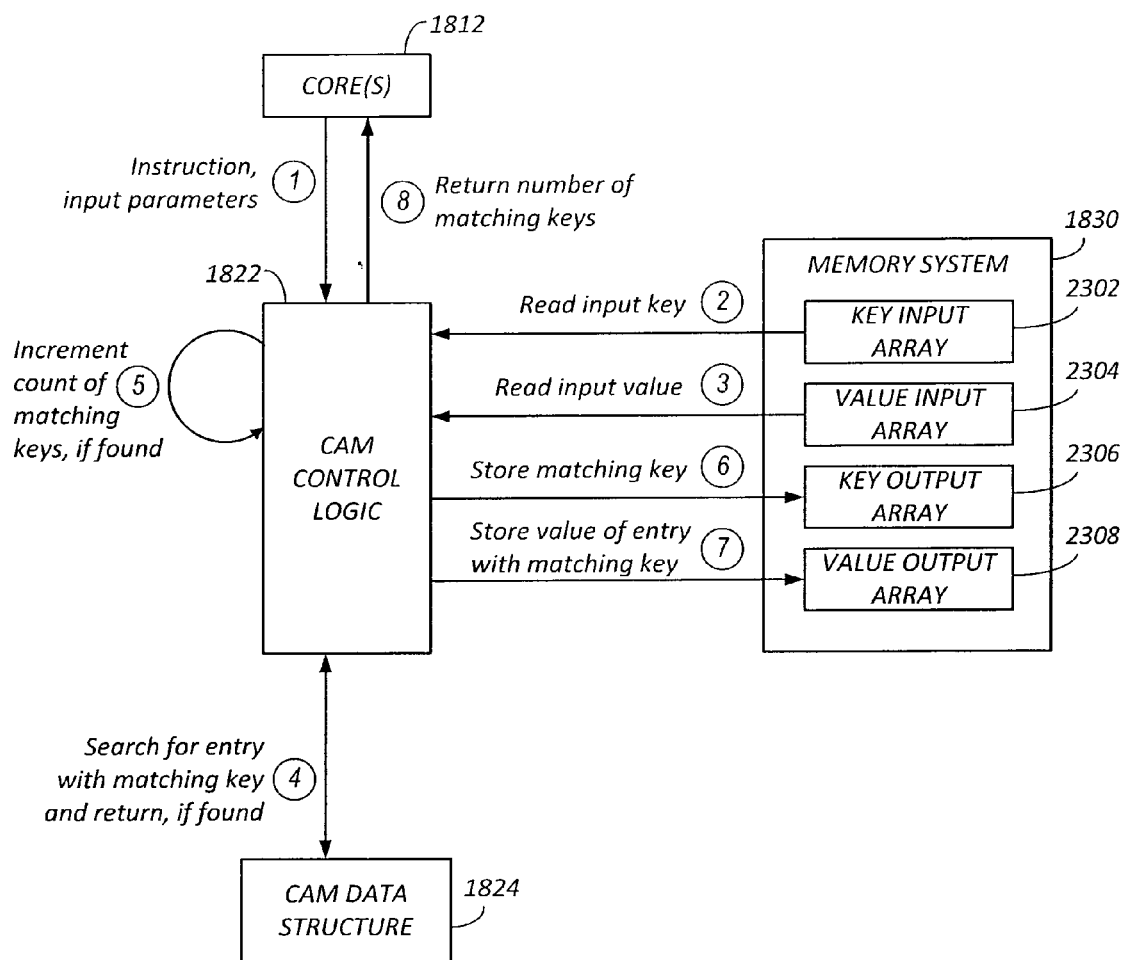 1812
CORE(S)
Instruction,
input parameters
1
8
Return number of
matching keys
1822
1830
MEMORY SYSTEM
Read input key
2
KEY INPUT
ARRAY
2302
Increment
count of
matching
keys, if found
5
Read input value
3
VALUE INPUT
ARRAY
2304
CAM
CONTROL
LOGIC
Store matching key
6
KEY OUTPUT
ARRAY
2306
Store value of entry
with matching key
7
VALUE OUTPUT
ARRAY
2308
Search for entry
with matching key
and return, if found
4
CAM DATA
STRUCTURE
1824